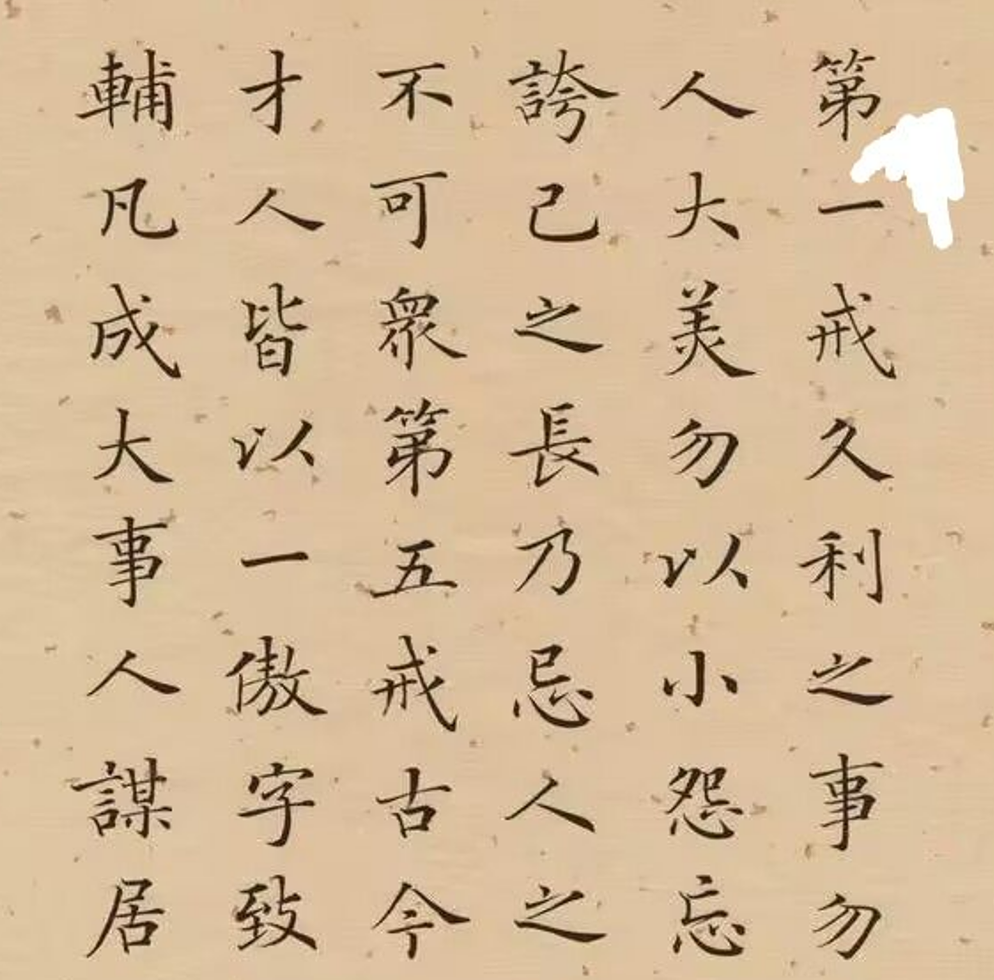 第一戒久利之事勿
人大美勿以小怨忘
誇己之長乃忌人之
不可眾第五戒古今
才人皆以一傲字致
輔凡成大事人謀居